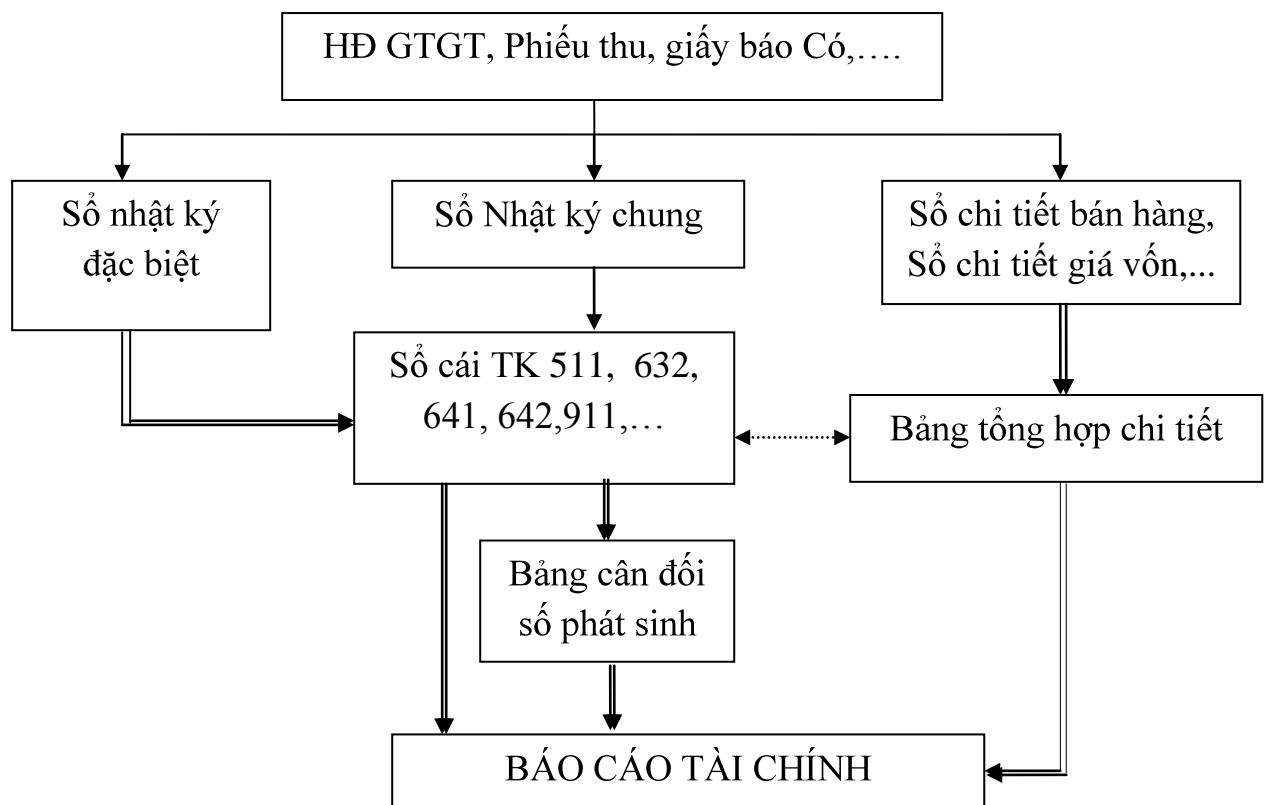 HĐ GTGT, Phiếu thu, giấy báo Có,….
Sổ nhật ký
đặc biệt
Sổ Nhật ký chung
Sổ chi tiết bán hàng,
Sổ chi tiết giá vốn,...
Sổ cái TK 511, 632,
641, 642,911,…
Bảng tổng hợp chi tiết
Bảng cân đối
số phát sinh
BÁO CÁO TÀI CHÍNH